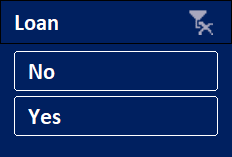 Loan
No
Yes